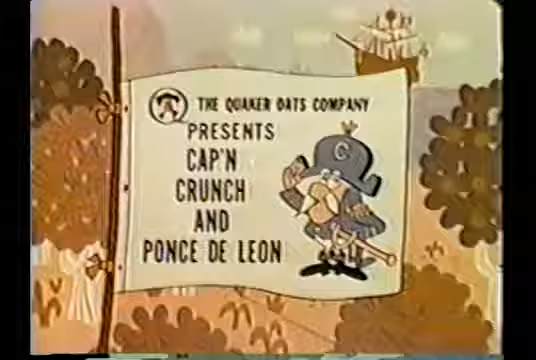 THE QUAKER OATS COMPANY
PRESENTS
CAP'N
CRUNCH
AND
PONCE DE LEON
C